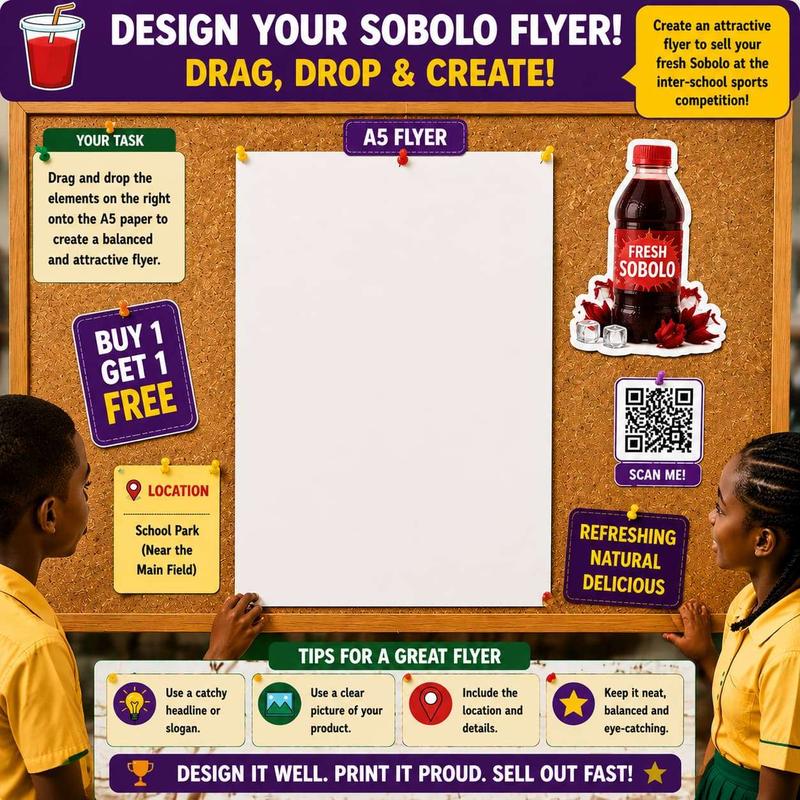 DESIGN YOUR SOBOLO FLYER!
DRAG, DROP & CREATE!
Create an attractive
flyer to sell your
fresh Sobolo at the
inter-school sports
competition!
YOUR TASK
Drag and drop the
elements on the right
onto the A5 paper to
create a balanced
and attractive flyer.
A5 FLYER
FRESH
SOBOLO
BUY 1
GET 1
FREE
SCAN ME!
LOCATION
School Park
(Near the
Main Field)
REFRESHING
NATURAL
DELICIOUS
TIPS FOR A GREAT FLYER
Use a catchy
headline or
slogan.
Use a clear
picture of your
product.
Include the
location and
details.
Keep it neat,
balanced and
eye-catching.
DESIGN IT WELL. PRINT IT PROUD. SELL OUT FAST!